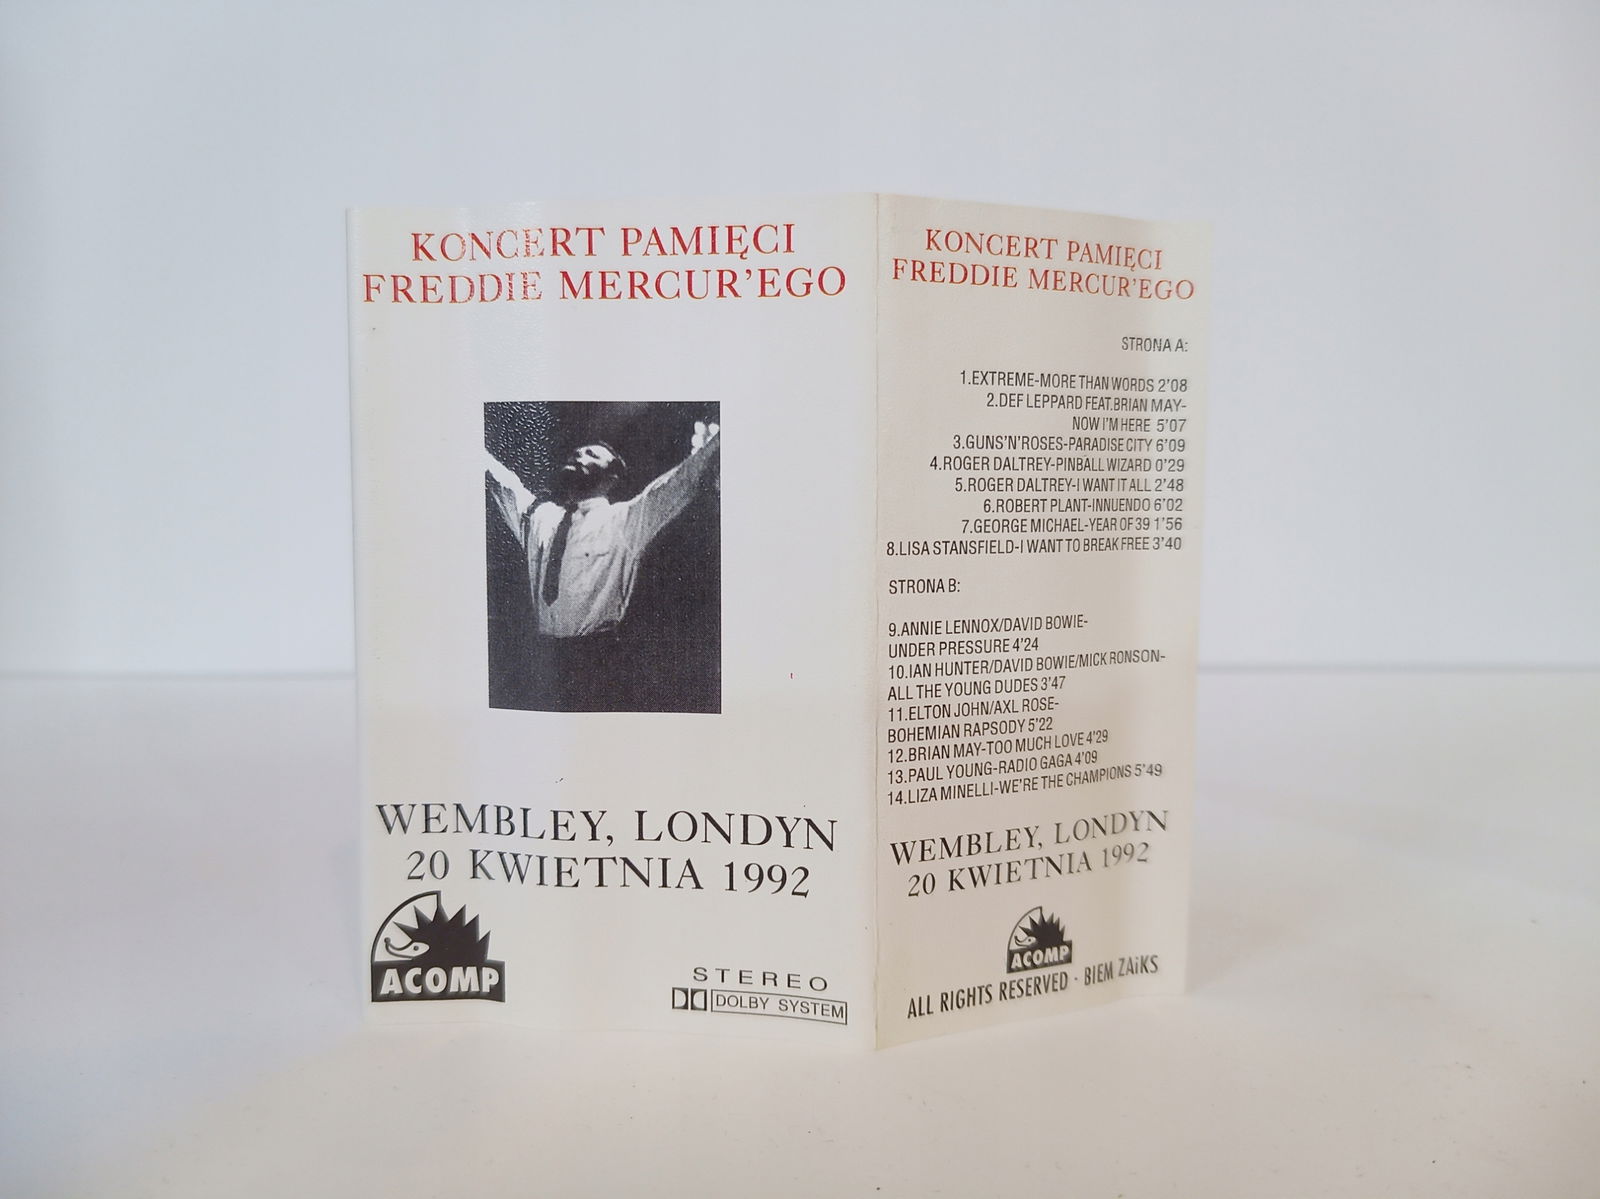 KONCERT PAMIĘCI
FREDDIE MERCUR'EGO
WEMBLEY, LONDYN
20 KWIETNIA 1992
ACOMP
STEREO
DOLBY SYSTEM
KONCERT PAMIĘCI
FREDDIE MERCUR'EGO
STRONA A:
1.EXTREME-MORE THAN WORDS 2'08
2.DEF LEPPARD FEAT.BRIAN MAY-
NOW I'M HERE 5'07
3.GUNS'N'ROSES-PARADISE CITY 6'09
4.ROGER DALTREY-PINBALL WIZARD 0'29
5.ROGER DALTREY-I WANT IT ALL 2'48
6.ROBERT PLANT-INNUENDO 6'02
7.GEORGE MICHAEL-YEAR OF 39 1'56
8.LISA STANSFIELD-I WANT TO BREAK FREE 3'40
STRONA B:
9.ANNIE LENNOX/DAVID BOWIE-
UNDER PRESSURE 4'24
10.IAN HUNTER/DAVID BOWIE/MICK RONSON-
ALL THE YOUNG DUDES 3'47
11.ELTON JOHN/AXL ROSE-
BOHEMIAN RAPSODY 5'22
12.BRIAN MAY-TOO MUCH LOVE 4'29
13.PAUL YOUNG-RADIO GAGA 4'09
14.LIZA MINELLI-WE'RE THE CHAMPIONS 5'49
WEMBLEY, LONDYN
20 KWIETNIA 1992
ACOMP
ALL RIGHTS RESERVED · BIEM ZAiKS